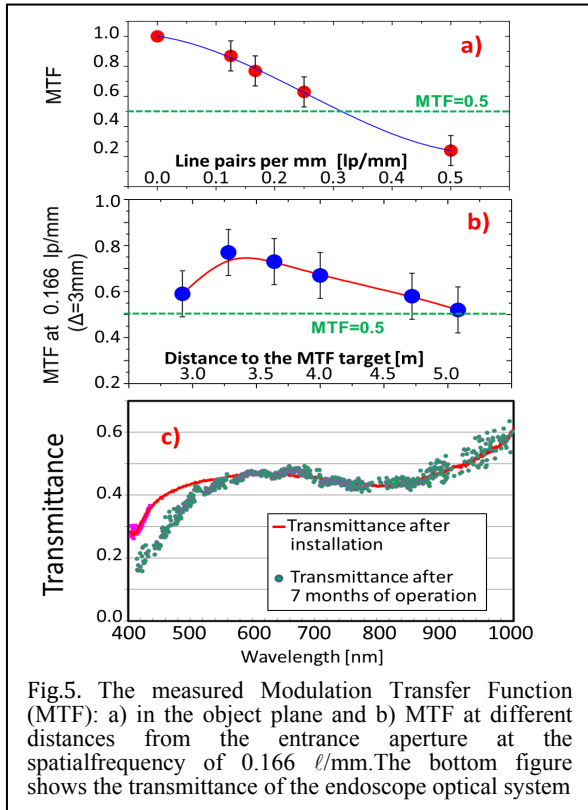 a)
MTF
1.0
0.8
0.6
0.4
0.2
MTF=0.5
Line pairs per mm [lp/mm]
0.0 0.1 0.2 0.3 0.4 0.5
b)
MTF at 0.166 lp/mm
(Δ=3mm)
1.0
0.8
0.6
0.4
0.2
MTF=0.5
Distance to the MTF target [m]
3.0 3.5 4.0 4.5 5.0
c)
Transmittance
0.6
0.4
0.2
0.0
Transmittance after
installation
Transmittance after
7 months of operation
400 500 600 700 800 900 1000
Wavelength [nm]
Fig.5. The measured Modulation Transfer Function
(MTF): a) in the object plane and b) MTF at different
distances from the entrance aperture at the
spatialfrequency of 0.166 ℓ/mm.The bottom figure
shows the transmittance of the endoscope optical system